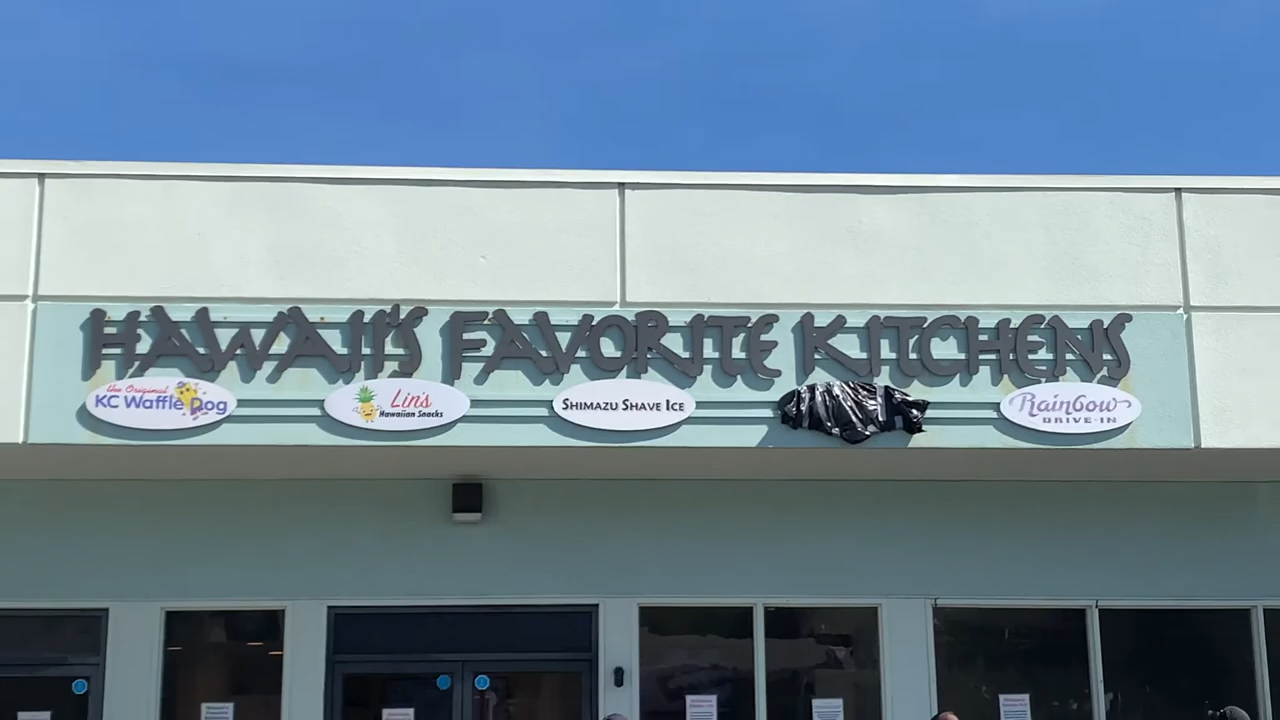 HAWAII'S FAVORITE KITCHENS
the Original
KC Waffle Dog
Lin's
Hawaiian Snacks
SHIMAZU SHAVE ICE
Rainbow
DRIVE-IN